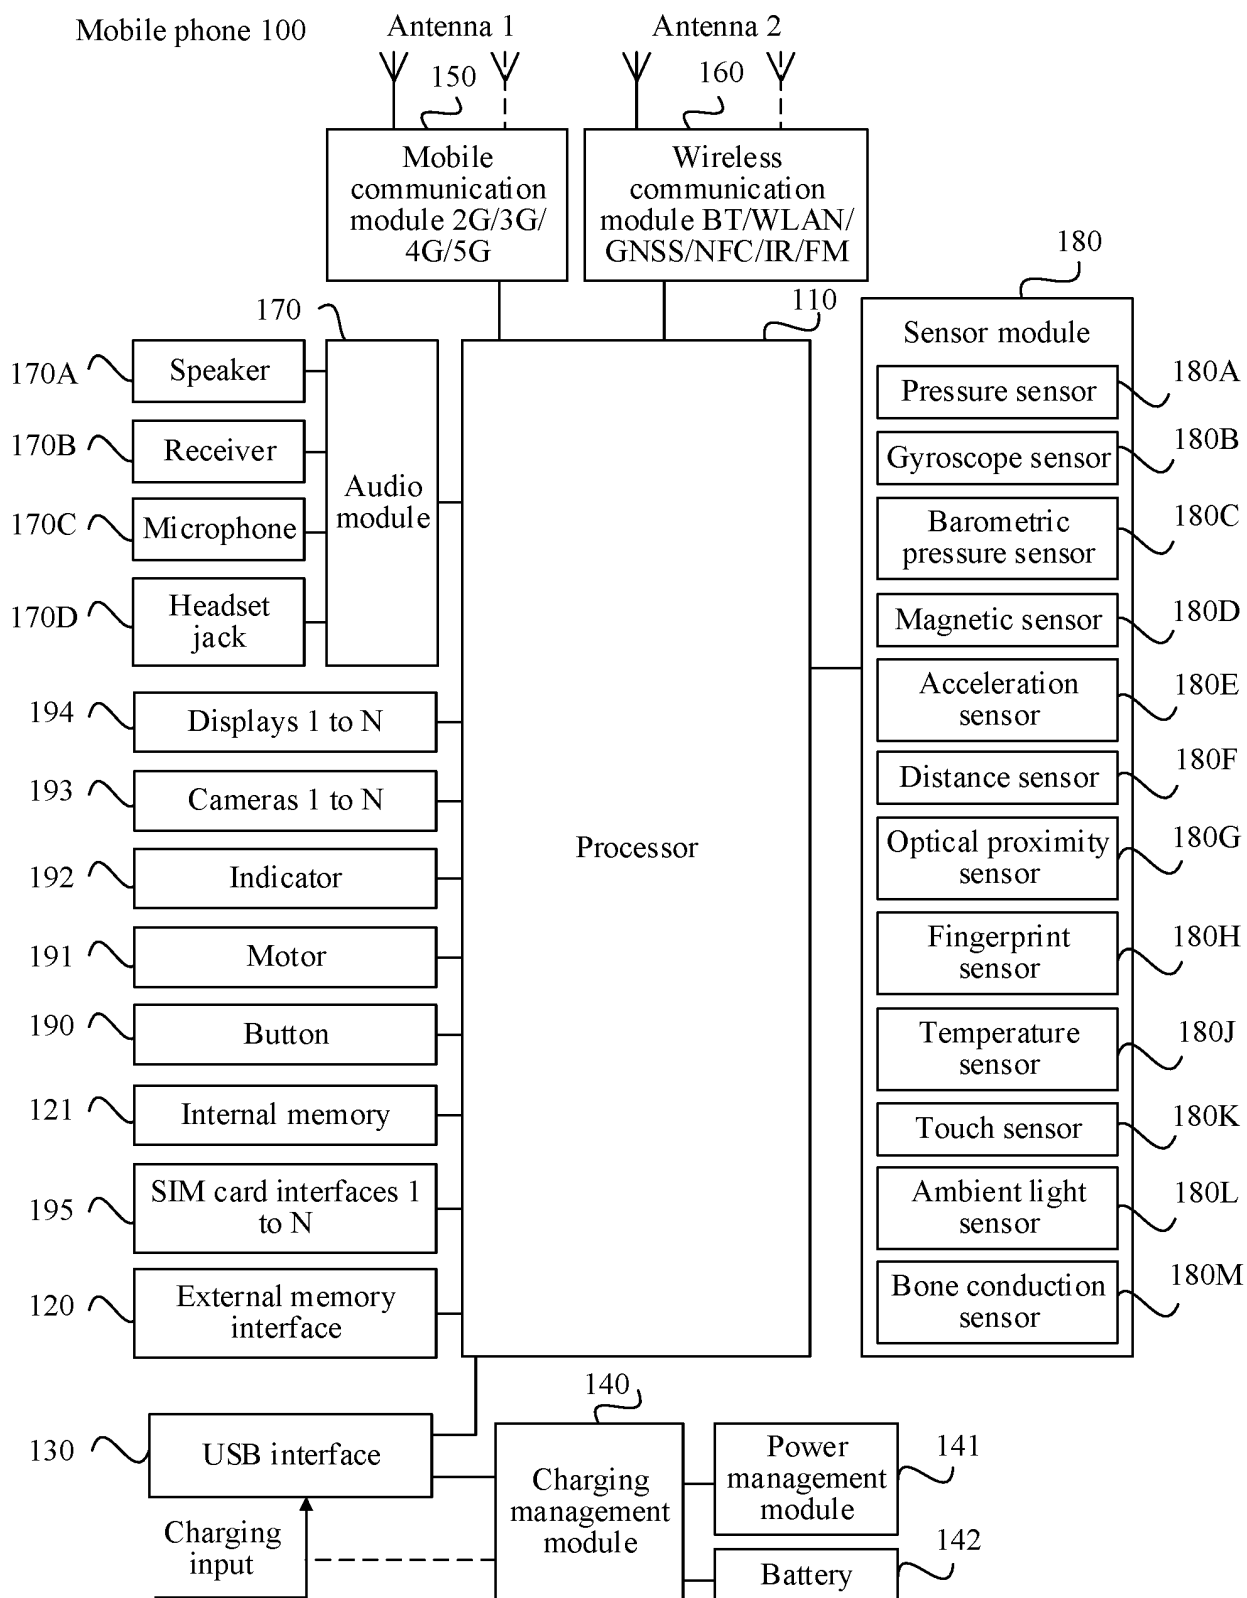 Mobile phone 100
Antenna 1
Antenna 2
150
160
Mobile
communication
module 2G/3G/
4G/5G
Wireless
communication
module BT/WLAN/
GNSS/NFC/IR/FM
170
110
180
170A
Speaker
170B
Receiver
170C
Microphone
170D
Headset
jack
Audio
module
194
Displays 1 to N
193
Cameras 1 to N
192
Indicator
191
Motor
190
Button
121
Internal memory
195
SIM card interfaces 1
to N
120
External memory
interface
Processor
Sensor module
Pressure sensor
180A
Gyroscope sensor
180B
Barometric
pressure sensor
180C
Magnetic sensor
180D
Acceleration
sensor
180E
Distance sensor
180F
Optical proximity
sensor
180G
Fingerprint
sensor
180H
Temperature
sensor
180J
Touch sensor
180K
Ambient light
sensor
180L
Bone conduction
sensor
180M
130
USB interface
Charging
input
140
Charging
management
module
Power
management
module
141
Battery
142